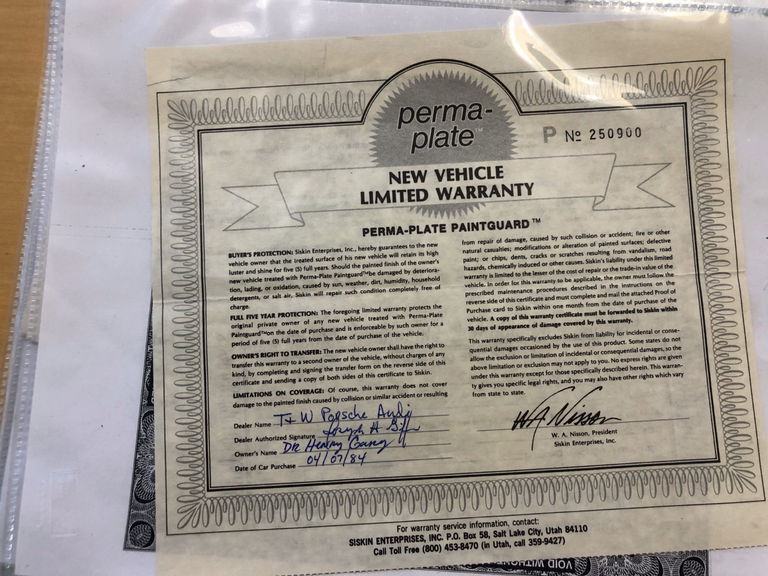 perma-
plate™
P № 250900
NEW VEHICLE
LIMITED WARRANTY
PERMA-PLATE PAINTGUARD™
BUYER'S PROTECTION: Siskin Enterprises, Inc., hereby guarantees to the new
vehicle owner that the treated surface of his new vehicle will retain its high
luster and shine for five (5) full years. Should the painted finish of the owner's
new vehicle treated with Perma-Plate Paintguard™be damaged by deteriora-
tion, fading, or oxidation, caused by sun, weather, dirt, humidity, household
detergents, or salt air, Siskin will repair such condition completely free of
charge.
FULL FIVE YEAR PROTECTION: The foregoing limited warranty protects the
original private owner of any new vehicle treated with Perma-Plate
Paintguard™on the date of purchase and is enforceable by such owner for a
period of five (5) full years from the date of purchase of the vehicle.
OWNER'S RIGHT TO TRANSFER: The new vehicle owner shall have the right to
transfer this warranty to a second owner of the vehicle, without charges of any
kind, by completing and signing the transfer form on the reverse side of this
certificate and sending a copy of both sides of this certificate to Siskin.
LIMITATIONS ON COVERAGE: Of course, this warranty does not cover
damage to the painted finish caused by collision or similar accident or resulting
from repair of damage, caused by such collision or accident; fire or other
natural casualties; modifications or alteration of painted surfaces; defective
paint; or chips, dents, cracks or scratches resulting from vandalism, road
hazards, chemically induced or other causes. Siskin's liability under this limited
warranty is limited to the lesser of the cost of repair or the trade-in value of the
vehicle. In order for this warranty to be applicable, the owner must follow the
prescribed maintenance procedures described in the instructions on the
reverse side of this certificate and must complete and mail the attached Proof of
Purchase card to Siskin within one month from the date of purchase of the
vehicle. A copy of this warranty certificate must be forwarded to Siskin within
30 days of appearance of damage covered by this warranty.
This warranty specifically excludes Siskin from liability for incidental or conse-
quential damages occasioned by the use of this product. Some states do not
allow the exclusion or limitation of incidental or consequential damages, so the
above limitation or exclusion may not apply to you. No express rights are given
under this warranty except for those specifically described herein. This warran-
ty gives you specific legal rights, and you may also have other rights which vary
from state to state.
Dealer Name T & W Porsche Audi
Dealer Authorized Signature Joseph H
Owner's Name DR Henry
Date of Car Purchase 04/07/84
WA Nisson
W. A. Nisson, President
Siskin Enterprises, Inc.
For warranty service information, contact:
SISKIN ENTERPRISES, INC. P.O. Box 58, Salt Lake City, Utah 84110
Call Toll Free (800) 453-8470 (in Utah, call 359-9427)
VOID